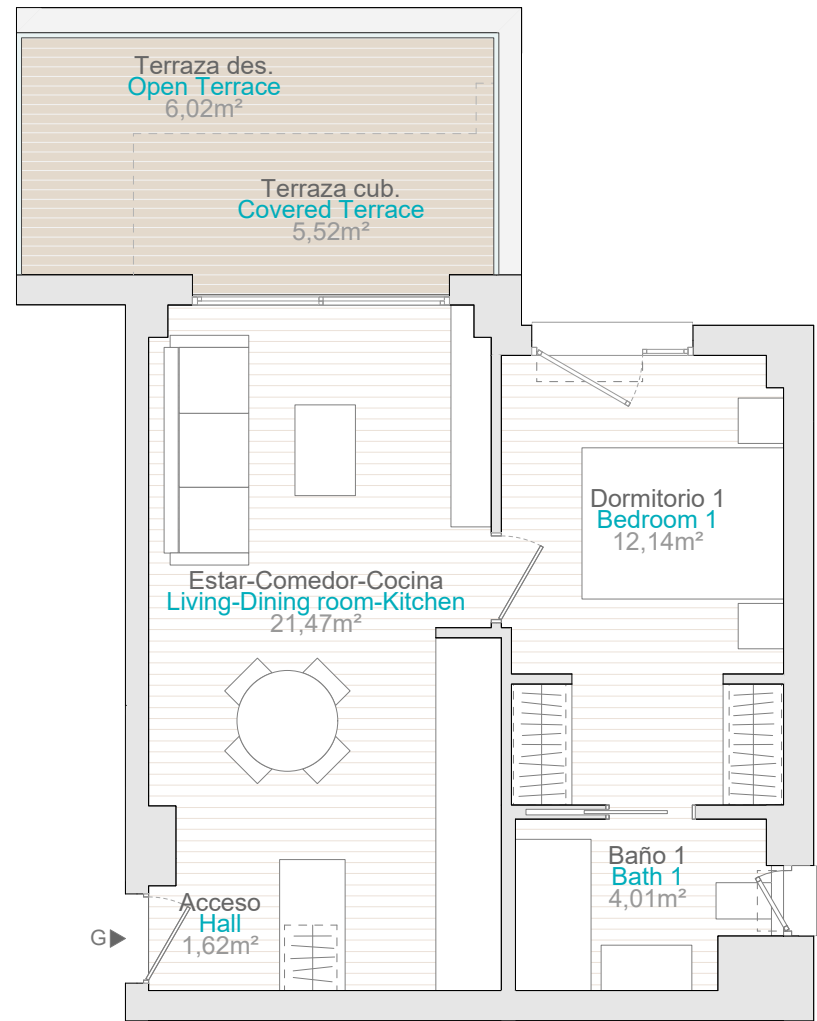 Terraza des.
Open Terrace
6,02m²
Terraza cub.
Covered Terrace
5,52m²
Dormitorio 1
Bedroom 1
12,14m²
Estar-Comedor-Cocina
Living-Dining room-Kitchen
21,47m²
Baño 1
Bath 1
4,01m²
Acceso
Hall
1,62m²
G